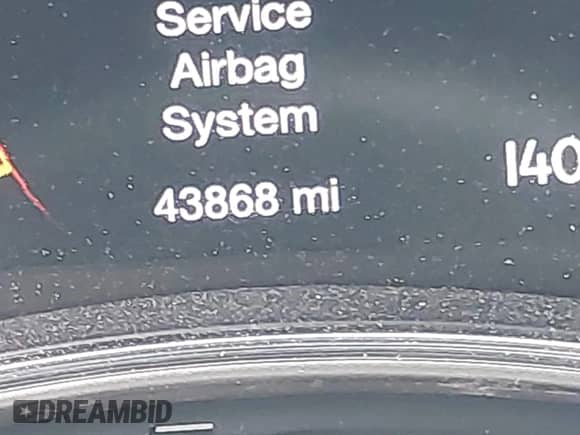 Service
Airbag
System
43868 mi
140
DREAMBID